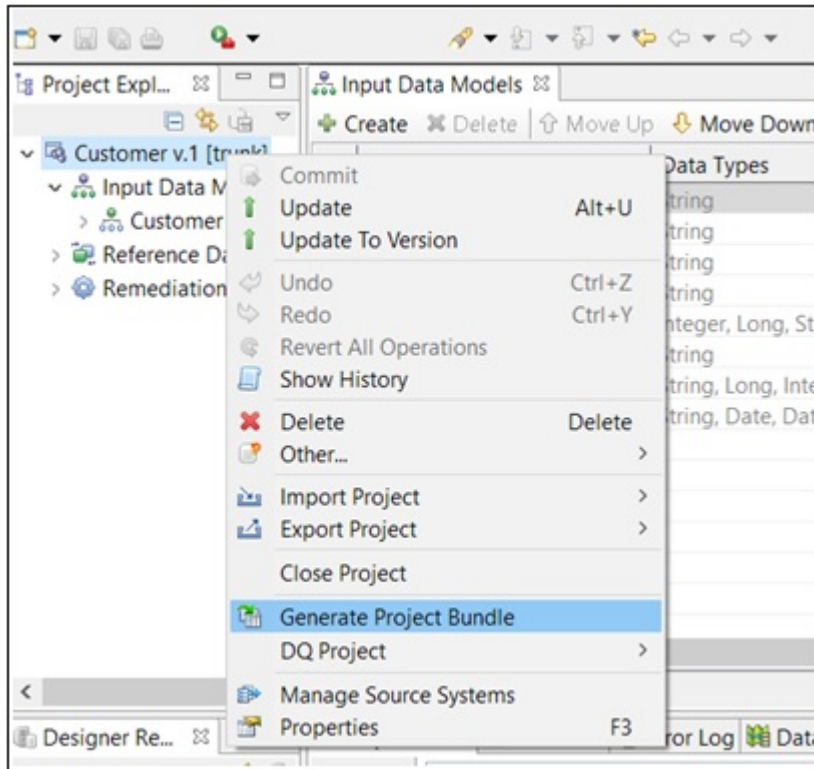 Project Expl...
Input Data Models
Create Delete Move Up Move Down
Customer v.1 [trunk]
Data Types
Input Data M
Customer
Reference Da
Remediation
Commit
Update Alt+U
Update To Version
Undo Ctrl+Z
Redo Ctrl+Y
Revert All Operations
Show History
Delete Delete
Other...
Import Project
Export Project
Close Project
Generate Project Bundle
DQ Project
Manage Source Systems
Properties F3
tring
tring
tring
tring
nteger, Long, St
tring
tring, Long, Inte
tring, Date, Dat
Designer Re...
ror Log Data